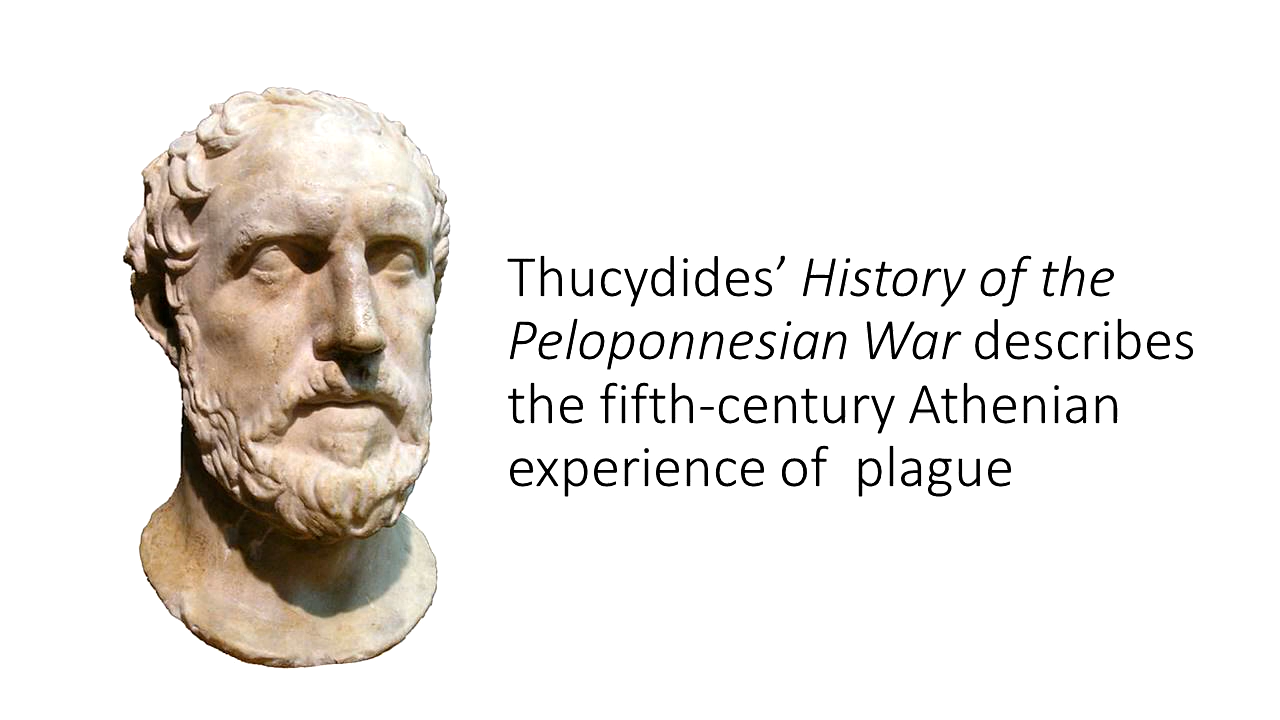 Thucydides’ History of the
Peloponnesian War describes
the fifth-century Athenian
experience of  plague